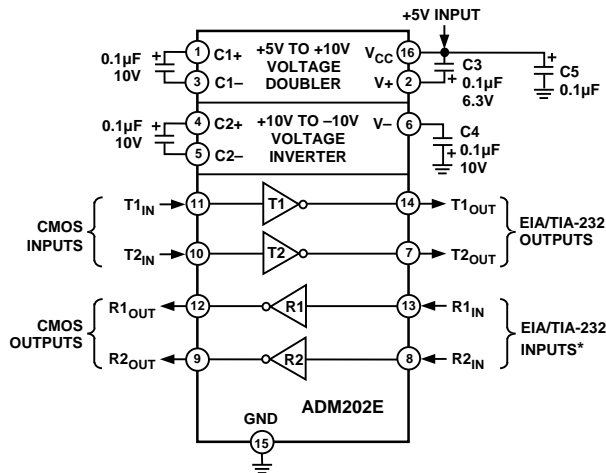 +5V INPUT
0.1µF
10V
1 C1+
3 C1–
+5V TO +10V
VOLTAGE
DOUBLER
VCC 16
V+ 2
+
+
C3
0.1µF
6.3V
+
C5
0.1µF
0.1µF
10V
+
4 C2+
5 C2–
+10V TO –10V
VOLTAGE
INVERTER
V– 6
C4
+ 0.1µF
10V
CMOS
INPUTS
T1IN 11 T1 14 T1OUT
T2IN 10 T2 7 T2OUT
EIA/TIA-232
OUTPUTS
CMOS
OUTPUTS
R1OUT 12 R1 13 R1IN
R2OUT 9 R2 8 R2IN
EIA/TIA-232
INPUTS*
GND
15
ADM202E